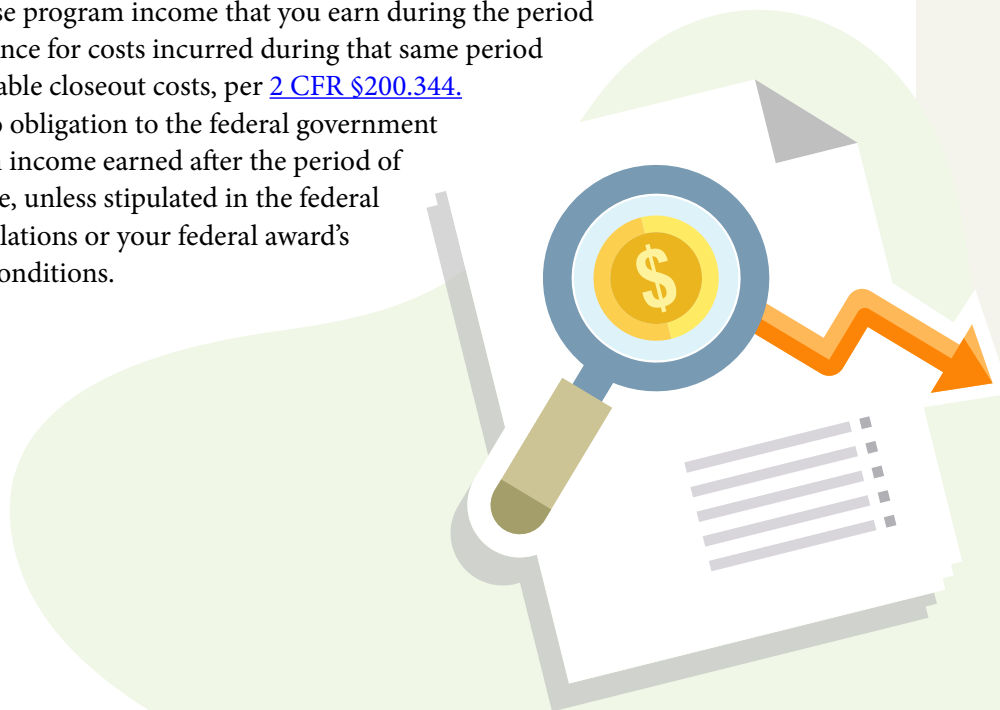 se program income that you earn during the period
nce for costs incurred during that same period
able closeout costs, per 2 CFR §200.344.
o obligation to the federal government
income earned after the period of
e, unless stipulated in the federal
lations or your federal award’s
onditions.
$